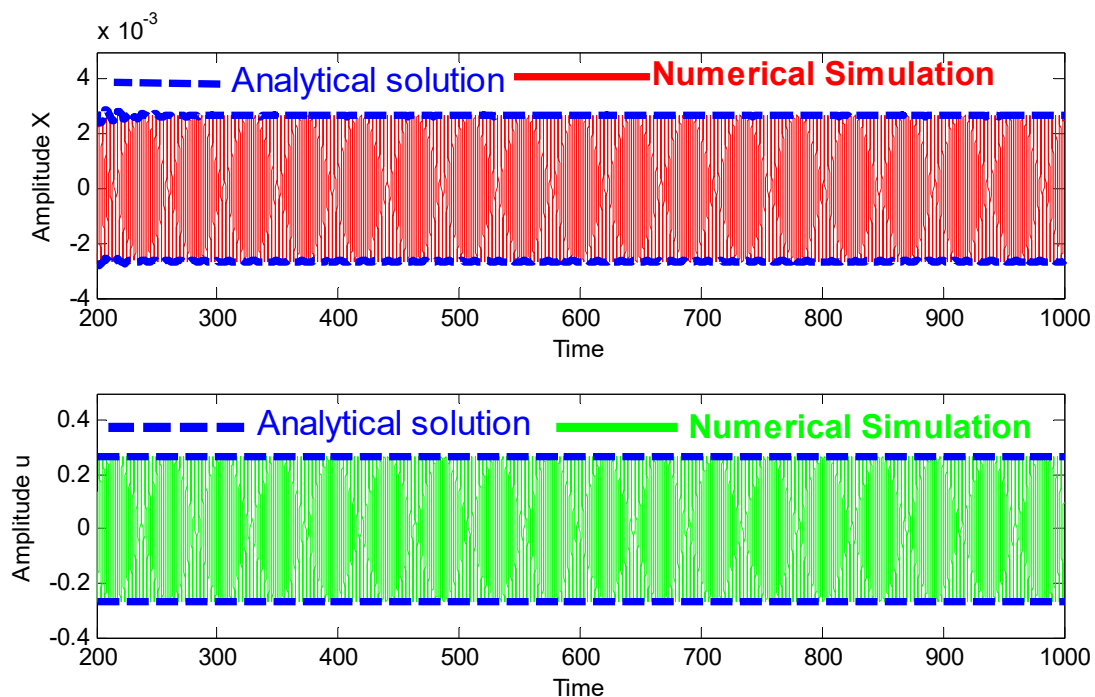 x 10⁻³
4
Analytical solution Numerical Simulation
2
Amplitude X
0
-2
-4
200 300 400 500 600 700 800 900 1000
Time
0.4
Analytical solution Numerical Simulation
0.2
Amplitude u
0
-0.2
-0.4
200 300 400 500 600 700 800 900 1000
Time